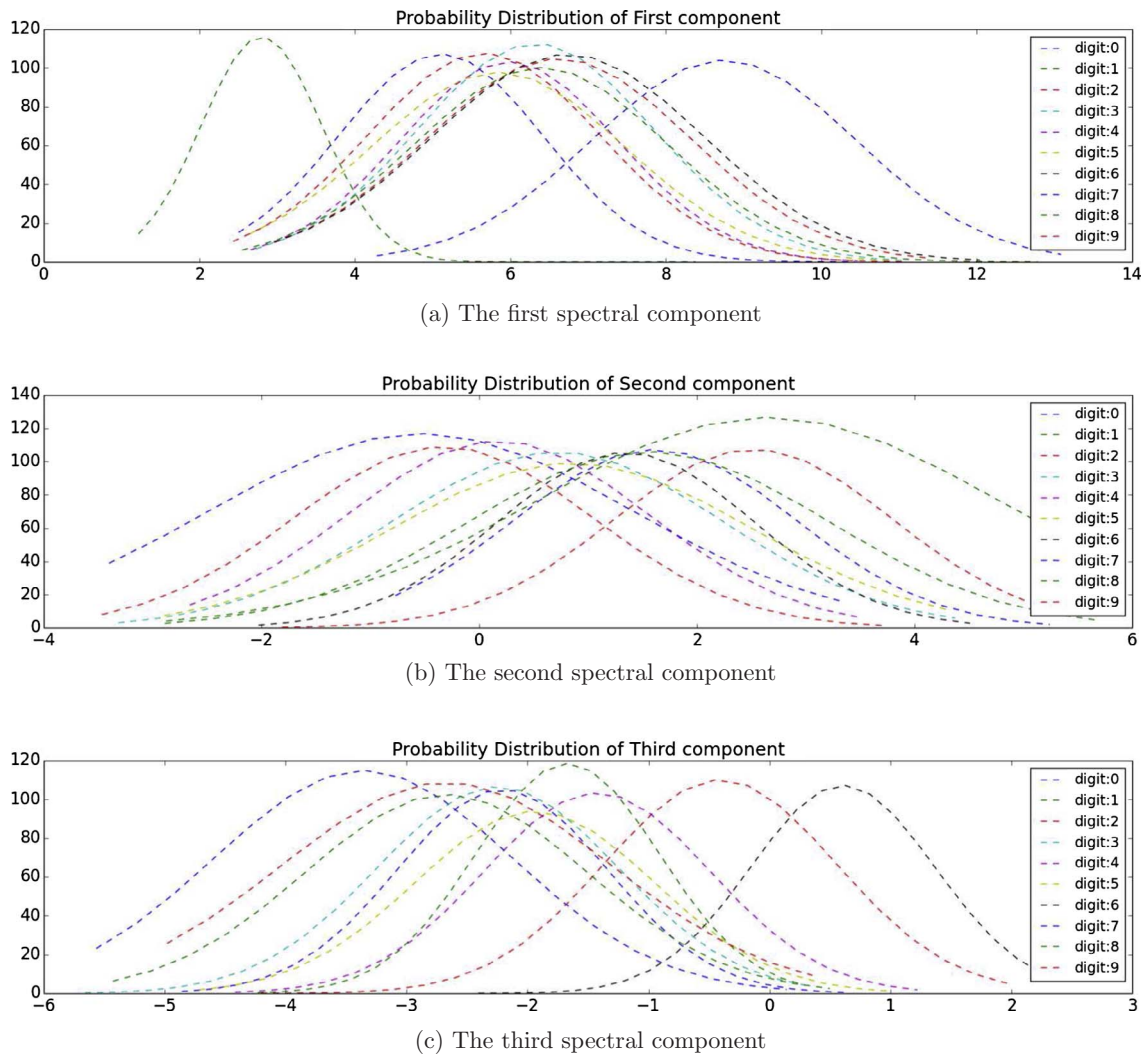 Probability Distribution of First component
120
100
80
60
40
20
0
0 2 4 6 8 10 12 14
digit:0
digit:1
digit:2
digit:3
digit:4
digit:5
digit:6
digit:7
digit:8
digit:9
(a) The first spectral component
Probability Distribution of Second component
140
120
100
80
60
40
20
0
−4 −2 0 2 4 6
digit:0
digit:1
digit:2
digit:3
digit:4
digit:5
digit:6
digit:7
digit:8
digit:9
(b) The second spectral component
Probability Distribution of Third component
120
100
80
60
40
20
0
−6 −5 −4 −3 −2 −1 0 1 2 3
digit:0
digit:1
digit:2
digit:3
digit:4
digit:5
digit:6
digit:7
digit:8
digit:9
(c) The third spectral component